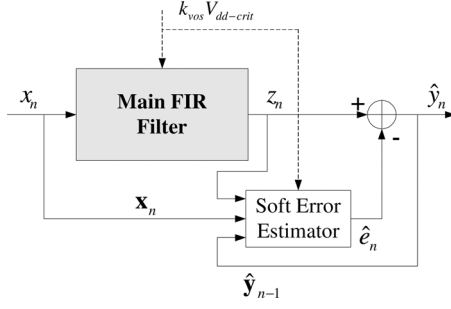 k_vos V_dd−crit
x_n
Main FIR
Filter
z_n
+
-
ŷ_n
𝐱_n
Soft Error
Estimator
ê_n
𝐲̂_n−1